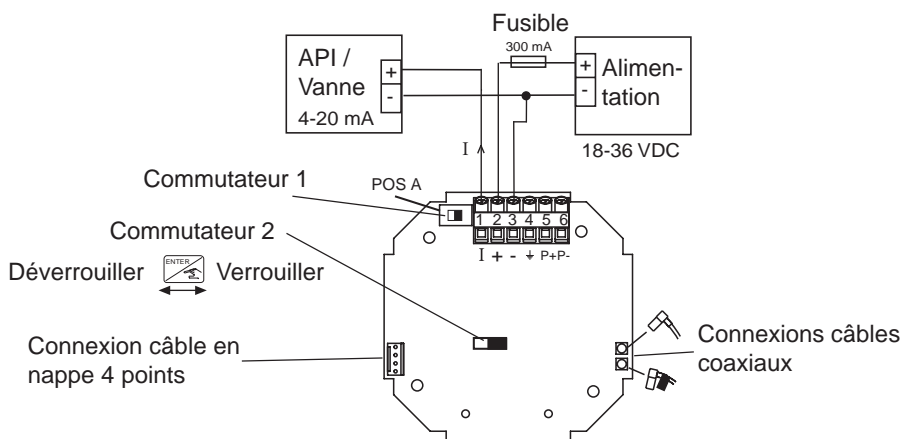 Fusible
300 mA
API /
Vanne
4-20 mA
+
-
+
-
Alimen-
tation
18-36 VDC
I
Commutateur 1
POS A
1 2 3 4 5 6
I + - ⏚ P+ P-
Commutateur 2
Déverrouiller
ENTER
Verrouiller
Connexion câble en
nappe 4 points
Connexions câbles
coaxiaux